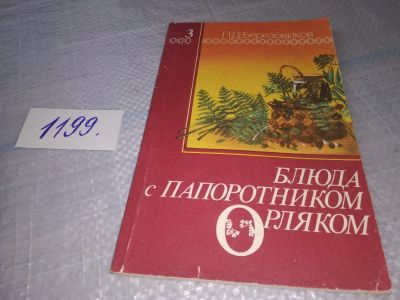 3
П.Д.Березовиков
БЛЮДА
С ПАПОРОТНИКОМ
ОРЛЯКОМ
1199.